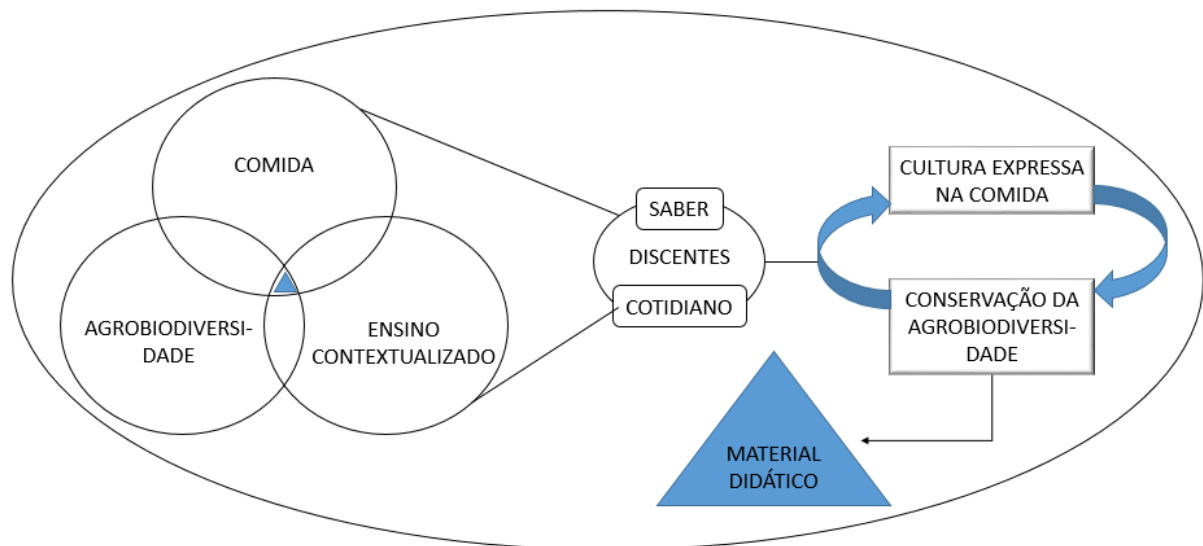 COMIDA
AGROBIODIVERSI-
DADE
ENSINO
CONTEXTUALIZADO
SABER
DISCENTES
COTIDIANO
CULTURA EXPRESSA
NA COMIDA
CONSERVAÇÃO DA
AGROBIODIVERSI-
DADE
MATERIAL
DIDÁTICO